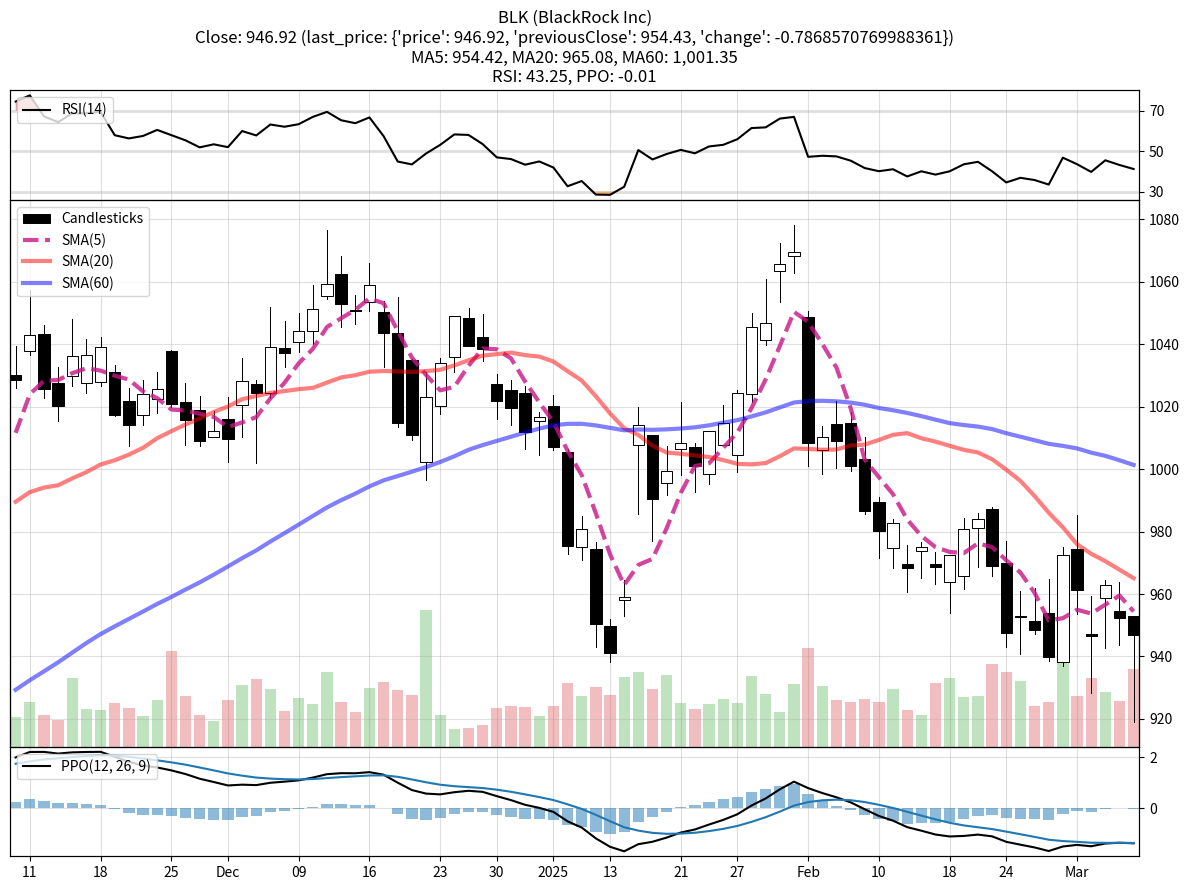 BLK (BlackRock Inc)
Close: 946.92 (last_price: {'price': 946.92, 'previousClose': 954.43, 'change': -0.7868570769988361})
MA5: 954.42, MA20: 965.08, MA60: 1,001.35
RSI: 43.25, PPO: -0.01
RSI(14)
70
50
30
Candlesticks
SMA(5)
SMA(20)
SMA(60)
1080
1060
1040
1020
1000
980
960
940
920
PPO(12, 26, 9)
2
0
11 18 25 Dec 09 16 23 30 2025 13 21 27 Feb 10 18 24 Mar